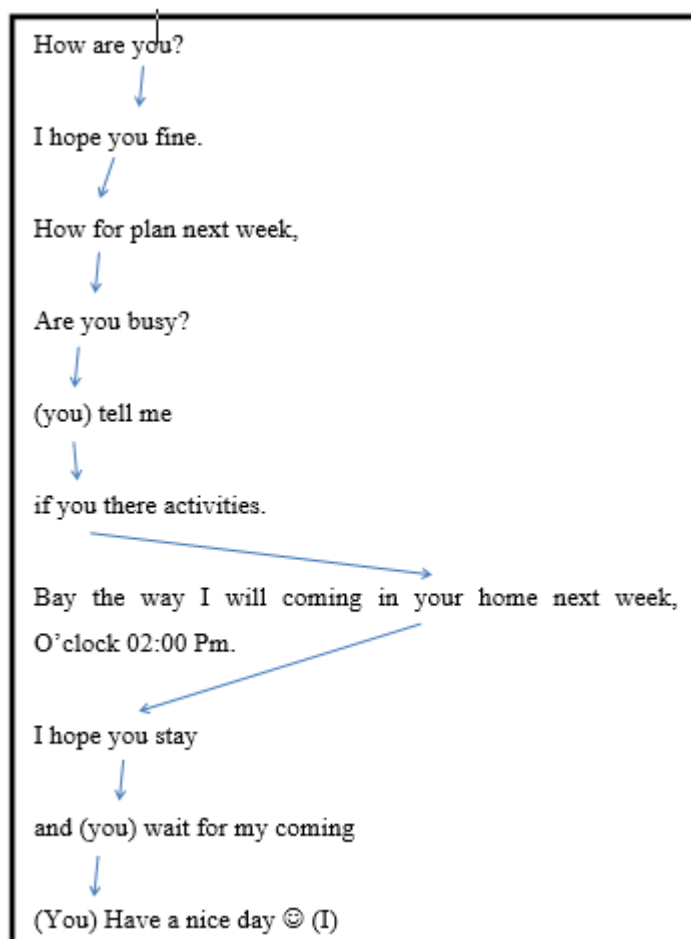 How are you?
I hope you fine.
How for plan next week,
Are you busy?
(you) tell me
if you there activities.
Bay the way I will coming in your home next week,
O’clock 02:00 Pm.
I hope you stay
and (you) wait for my coming
(You) Have a nice day ☺ (I)